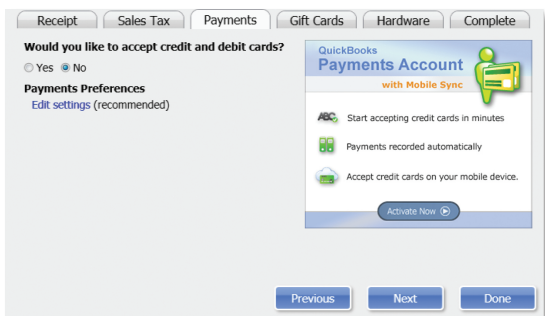 Receipt
Sales Tax
Payments
Gift Cards
Hardware
Complete
Would you like to accept credit and debit cards?
Yes No
Payments Preferences
Edit settings (recommended)
QuickBooks
Payments Account
with Mobile Sync
ABC
Start accepting credit cards in minutes
Payments recorded automatically
Accept credit cards on your mobile device.
Activate Now
Previous
Next
Done